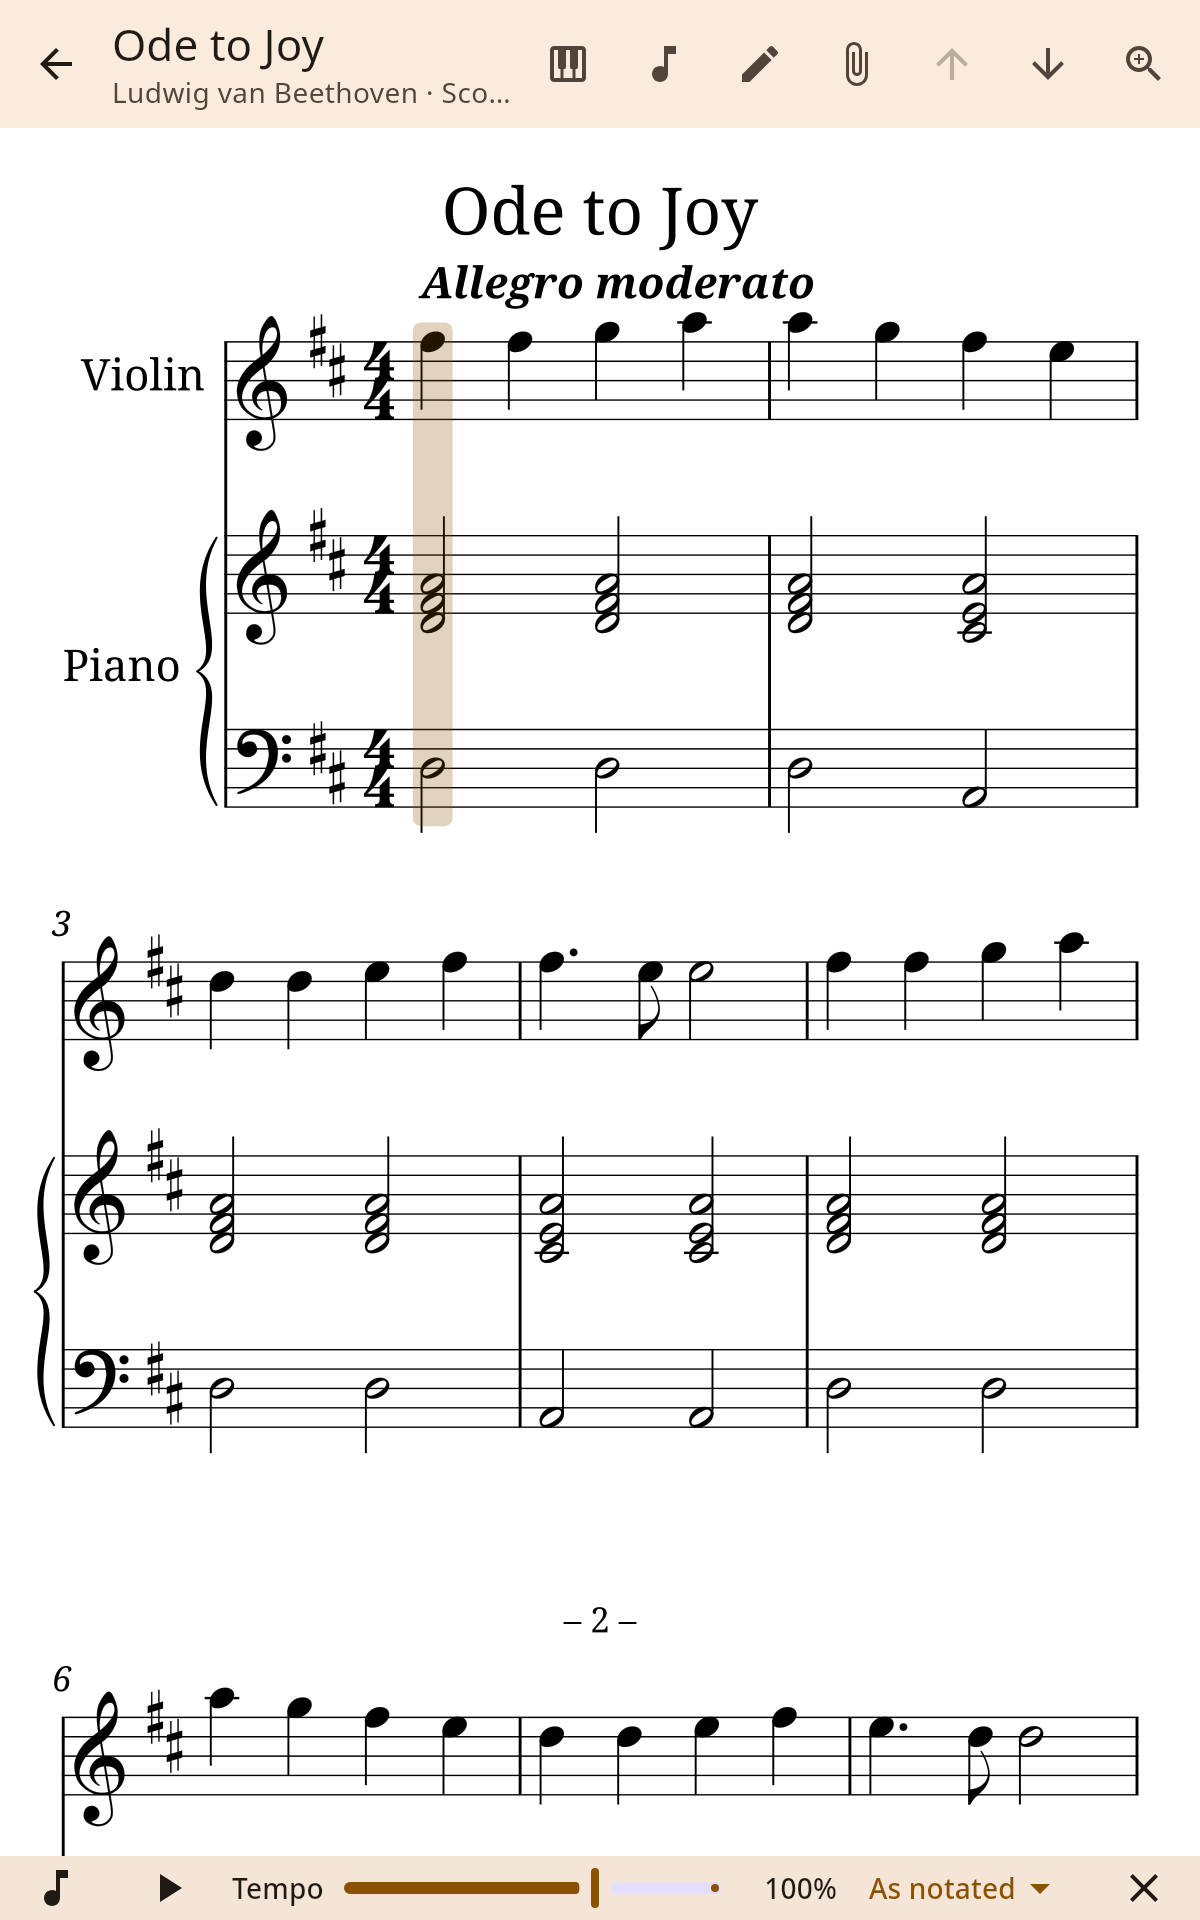 Ode to Joy
Ludwig van Beethoven · Sco...
Ode to Joy
Allegro moderato
Violin
Piano
3
– 2 –
6
Tempo 100% As notated